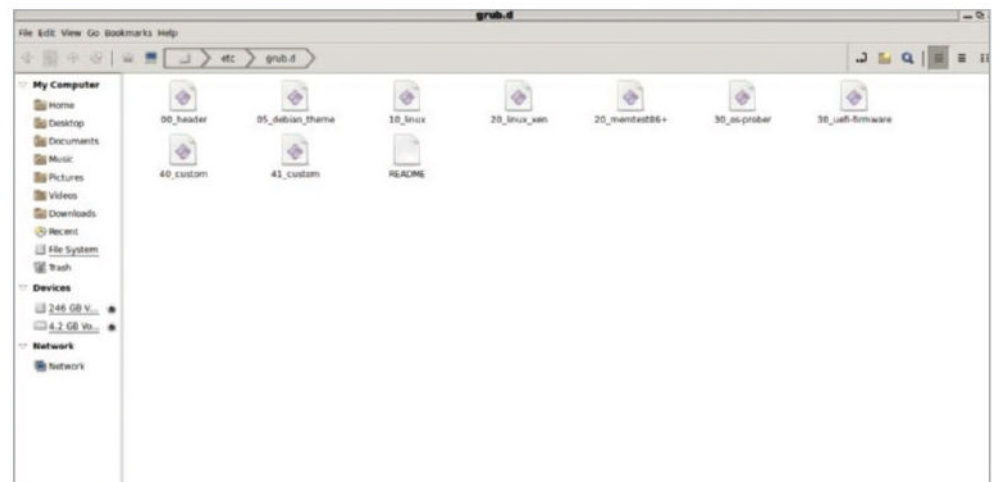 grub.d
File Edit View Go Bookmarks Help
etc grub.d
My Computer
Home
Desktop
Documents
Music
Pictures
Videos
Downloads
Recent
File System
Trash
Devices
246 GB V...
4.2 GB Vo...
Network
Network
00_header 05_debian_theme 10_linux 20_linux_xen 20_memtest86+ 30_os-prober 30_uefi-firmware
40_custom 41_custom README